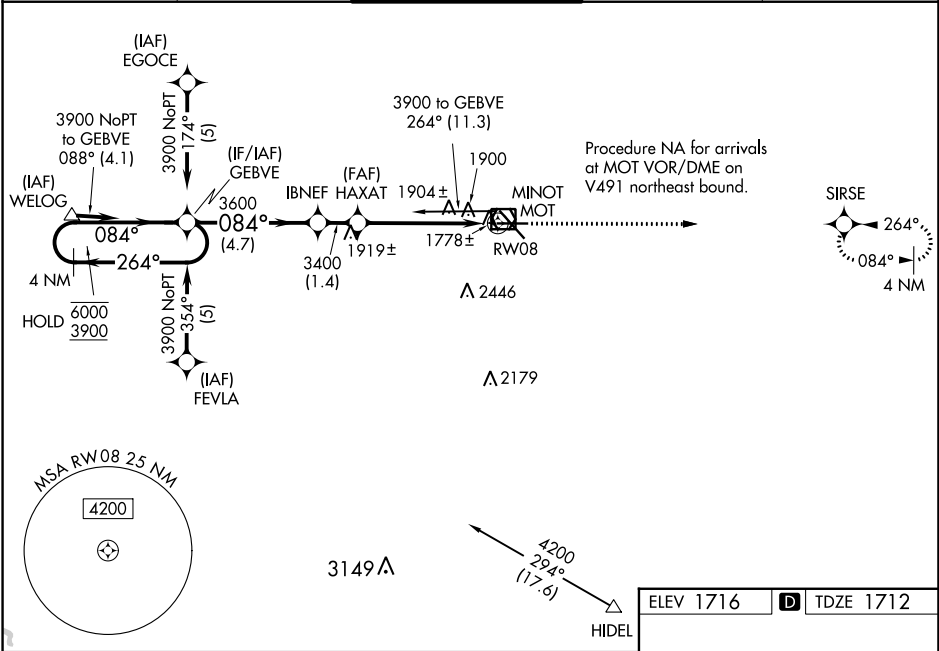 (IAF)
EGOCE
3900 NoPT
174°
(5)
3900 NoPT
to GEBVE
088° (4.1)
(IAF)
WELOG
(IF/IAF)
GEBVE
084°
264°
4 NM
HOLD
6000
3900
3900 NoPT
354°
(5)
(IAF)
FEVLA
3600
084°
(4.7)
IBNEF
(FAF)
HAXAT
3400
(1.4)
1919±
3900 to GEBVE
264° (11.3)
1900
1904±
1778±
MINOT
MOT
RW08
Procedure NA for arrivals
at MOT VOR/DME on
V491 northeast bound.
SIRSE
264°
084°
4 NM
2446
2179
MSA RW08 25 NM
4200
3149
4200
294°
(17.6)
HIDEL
ELEV 1716
D
TDZE 1712